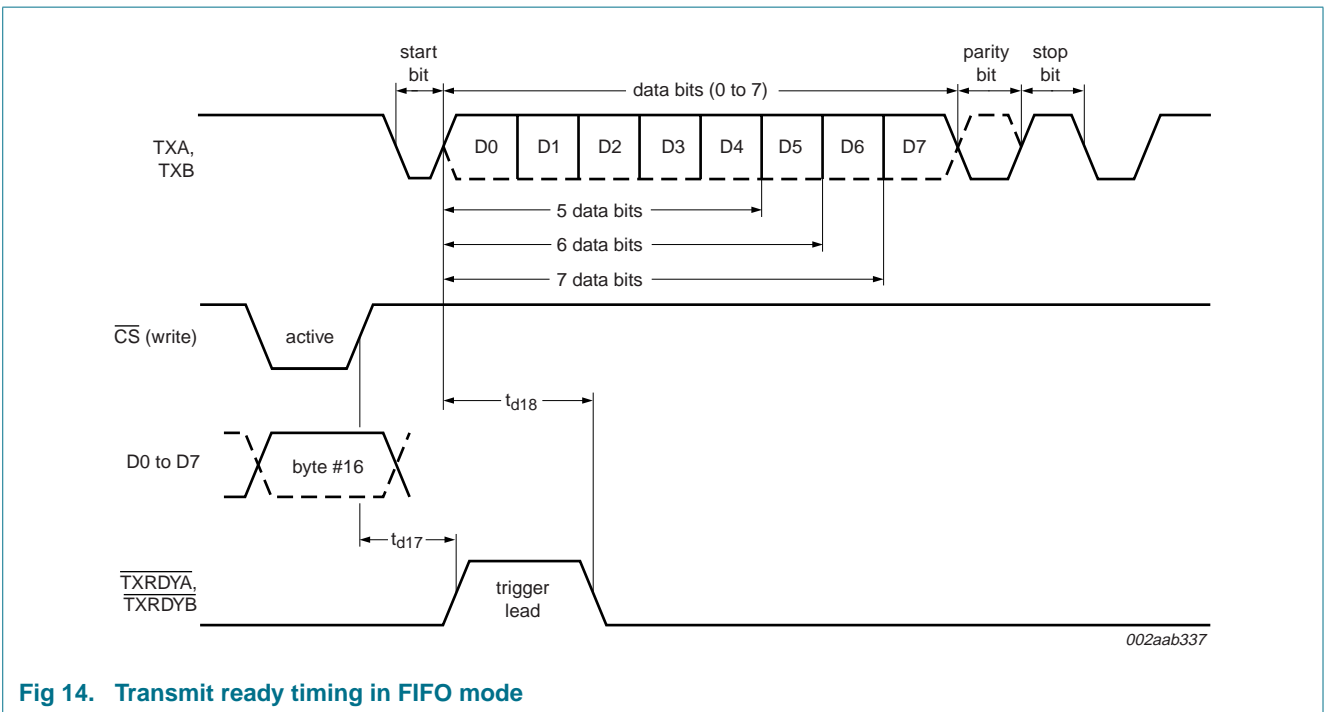 start
bit
data bits (0 to 7)
parity
bit
stop
bit
TXA,
TXB
D0 D1 D2 D3 D4 D5 D6 D7
5 data bits
6 data bits
7 data bits
CS (write)
active
td18
D0 to D7
byte #16
td17
TXRDYA,
TXRDYB
trigger
lead
002aab337
Fig 14. Transmit ready timing in FIFO mode